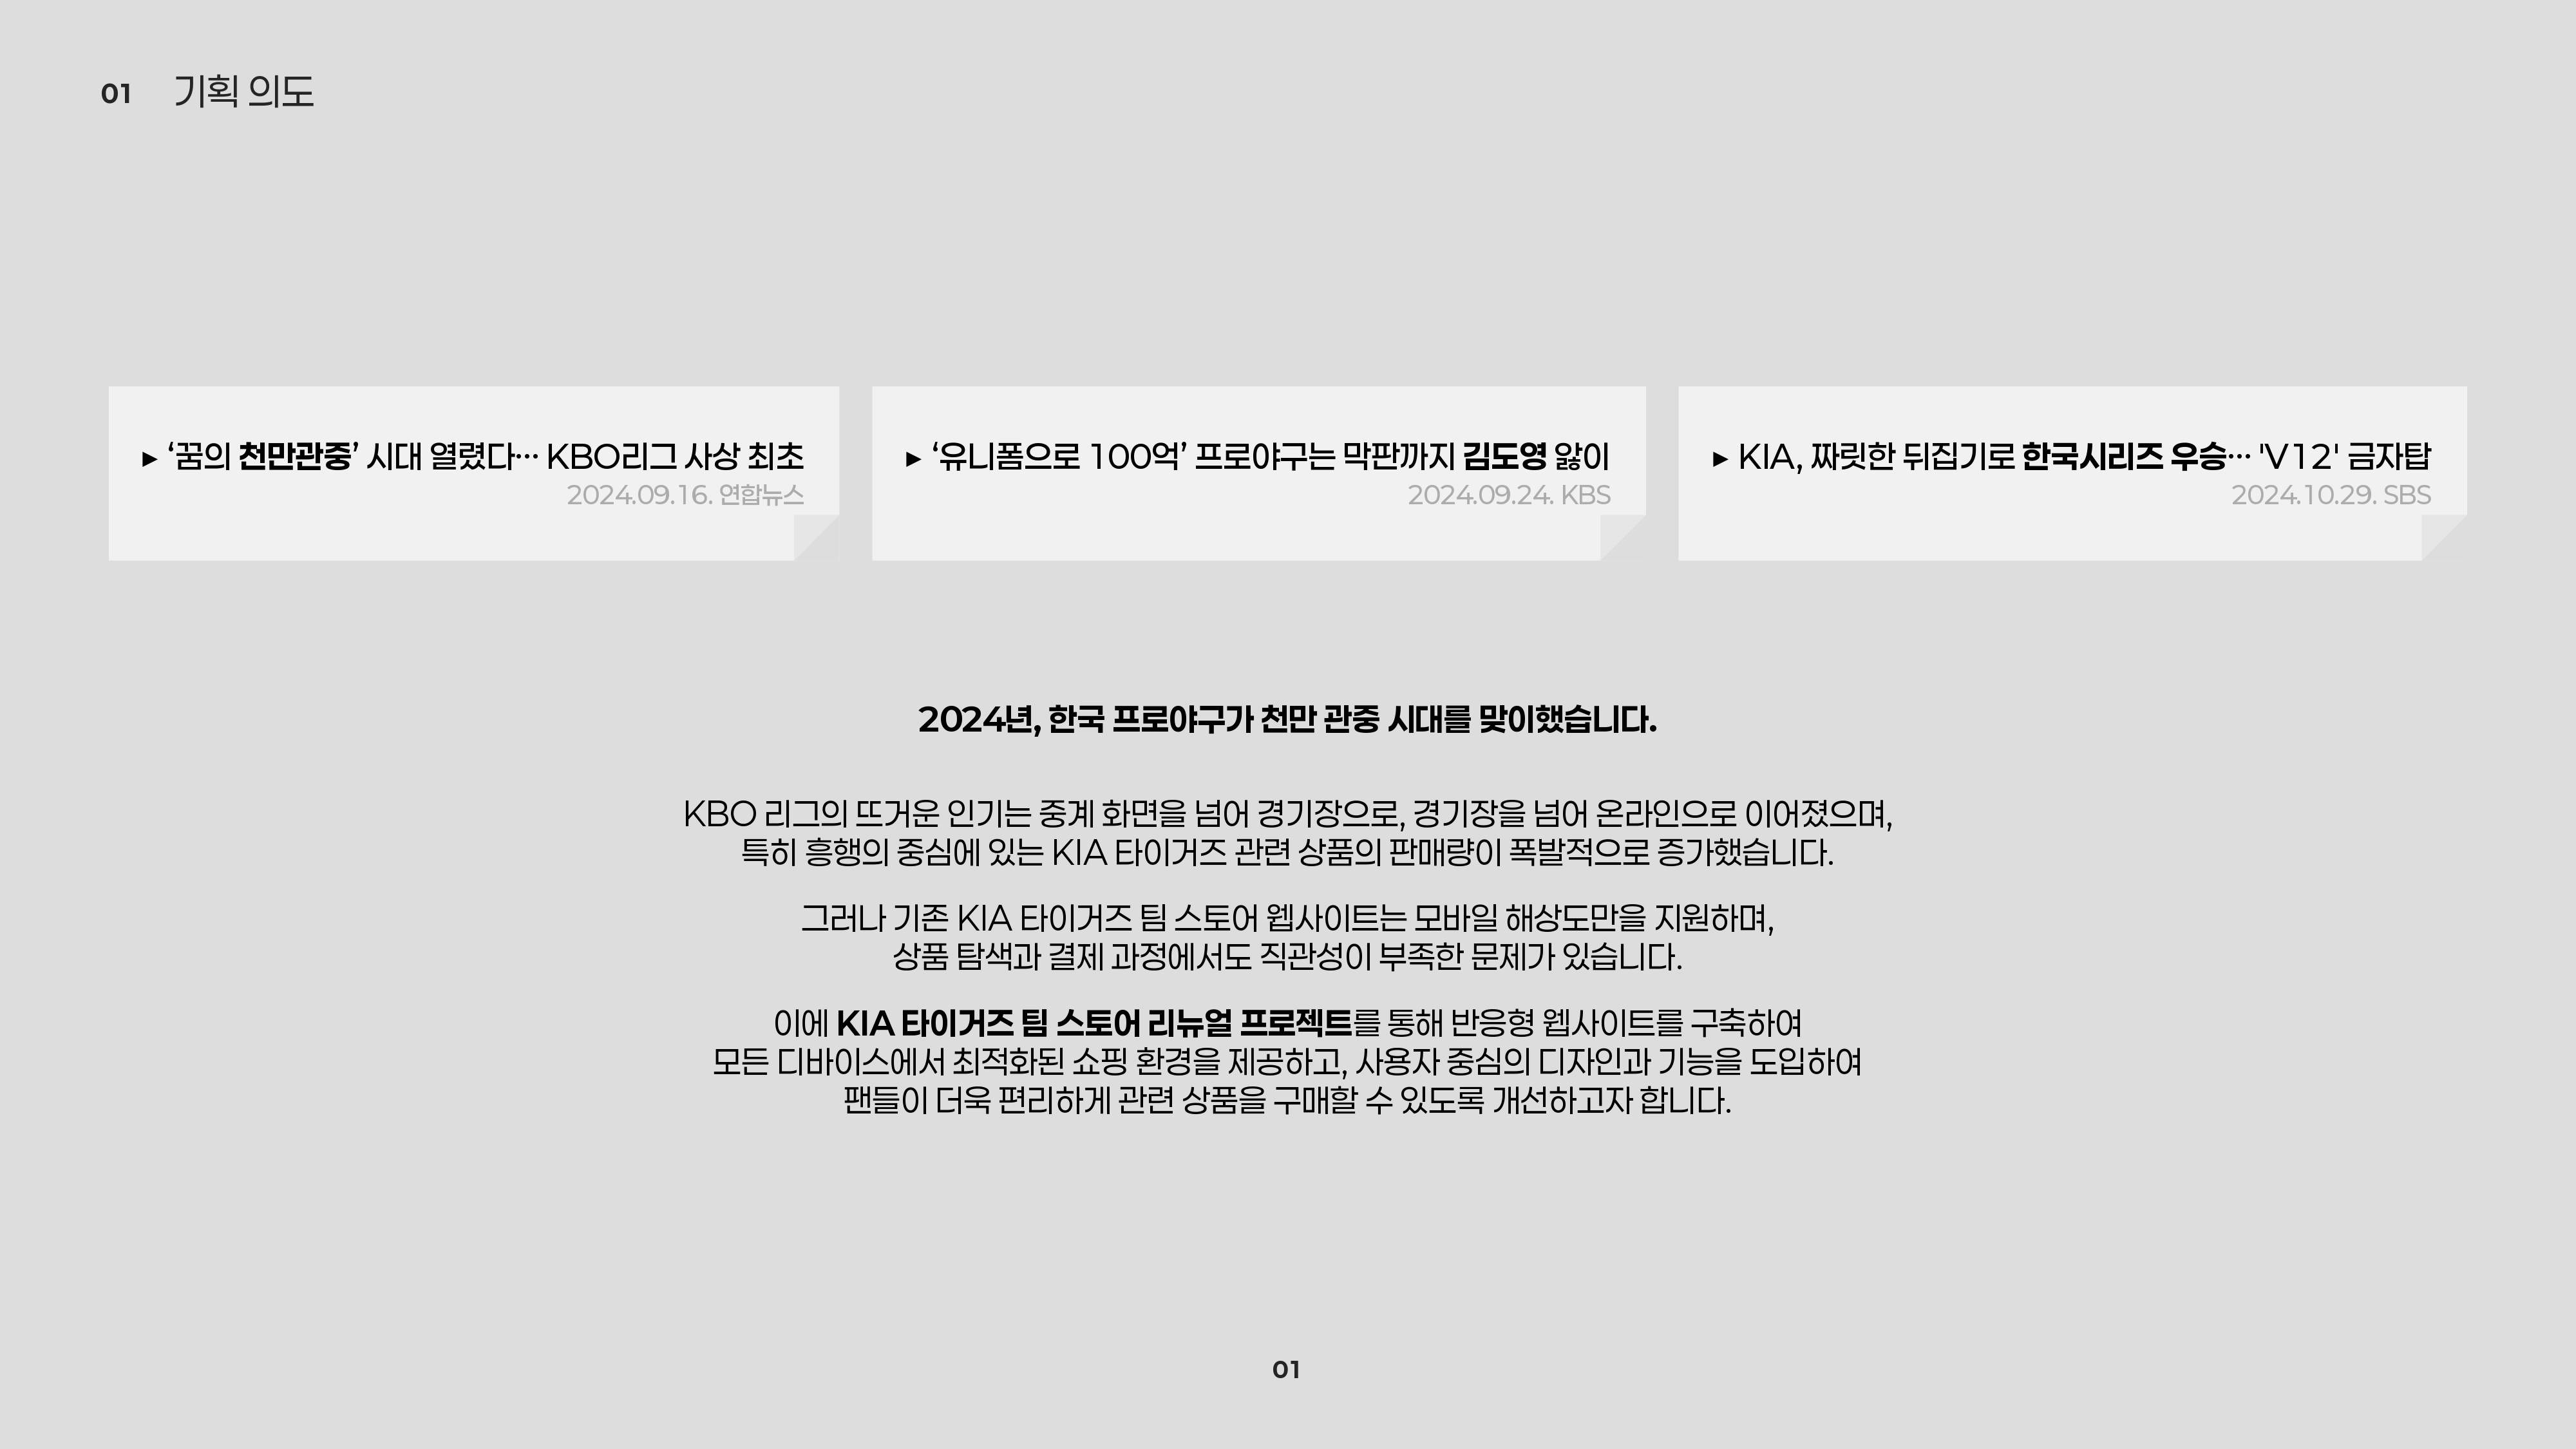 01 기획 의도
▶ ‘꿈의 천만관중’ 시대 열렸다… KBO리그 사상 최초
2024.09.16. 연합뉴스
▶ ‘유니폼으로 100억’ 프로야구는 막판까지 김도영 앓이
2024.09.24. KBS
▶ KIA, 짜릿한 뒤집기로 한국시리즈 우승… 'V12' 금자탑
2024.10.29. SBS
2024년, 한국 프로야구가 천만 관중 시대를 맞이했습니다.
KBO 리그의 뜨거운 인기는 중계 화면을 넘어 경기장으로, 경기장을 넘어 온라인으로 이어졌으며,
특히 흥행의 중심에 있는 KIA 타이거즈 관련 상품의 판매량이 폭발적으로 증가했습니다.
그러나 기존 KIA 타이거즈 팀 스토어 웹사이트는 모바일 해상도만을 지원하며,
상품 탐색과 결제 과정에서도 직관성이 부족한 문제가 있습니다.
이에 KIA 타이거즈 팀 스토어 리뉴얼 프로젝트를 통해 반응형 웹사이트를 구축하여
모든 디바이스에서 최적화된 쇼핑 환경을 제공하고, 사용자 중심의 디자인과 기능을 도입하여
팬들이 더욱 편리하게 관련 상품을 구매할 수 있도록 개선하고자 합니다.
01